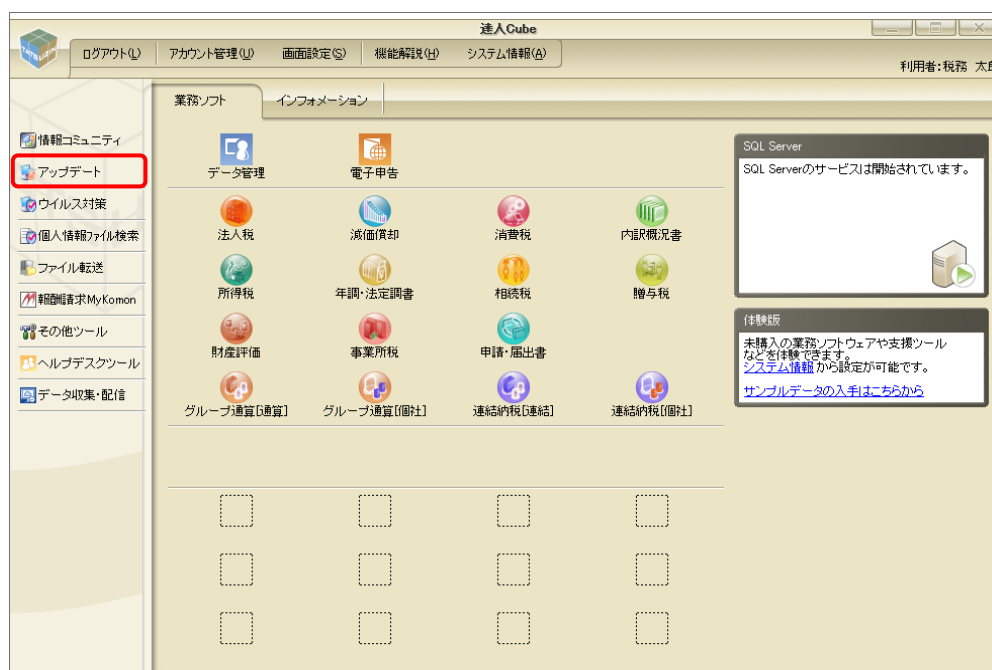 達人Cube
ログアウト(L)
アカウント管理(U)
画面設定(S)
機能解説(H)
システム情報(A)
利用者:税務 太郎
業務ソフト
インフォメーション
情報コミュニティ
アップデート
ウイルス対策
個人情報ファイル検索
ファイル転送
報酬請求MyKomon
その他ツール
ヘルプデスクツール
データ収集・配信
データ管理
電子申告
法人税
減価償却
消費税
内訳概況書
所得税
年調・法定調書
相続税
贈与税
財産評価
事業所税
申請・届出書
グループ通算[通算]
グループ通算[個社]
連結納税[連結]
連結納税[個社]
SQL Server
SQL Serverのサービスは開始されています。
体験版
未購入の業務ソフトウェアや支援ツール
などを体験できます。
システム情報 から設定が可能です。
サンプルデータの入手はこちらから